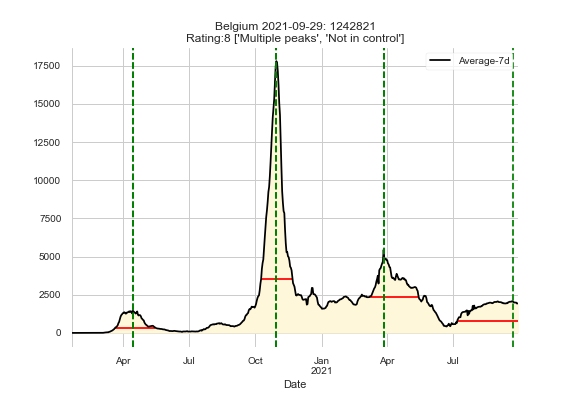 Belgium 2021-09-29: 1242821
Rating:8 ['Multiple peaks', 'Not in control']
Average-7d
17500
15000
12500
10000
7500
5000
2500
0
Apr
Jul
Oct
Jan
2021
Apr
Jul
Date